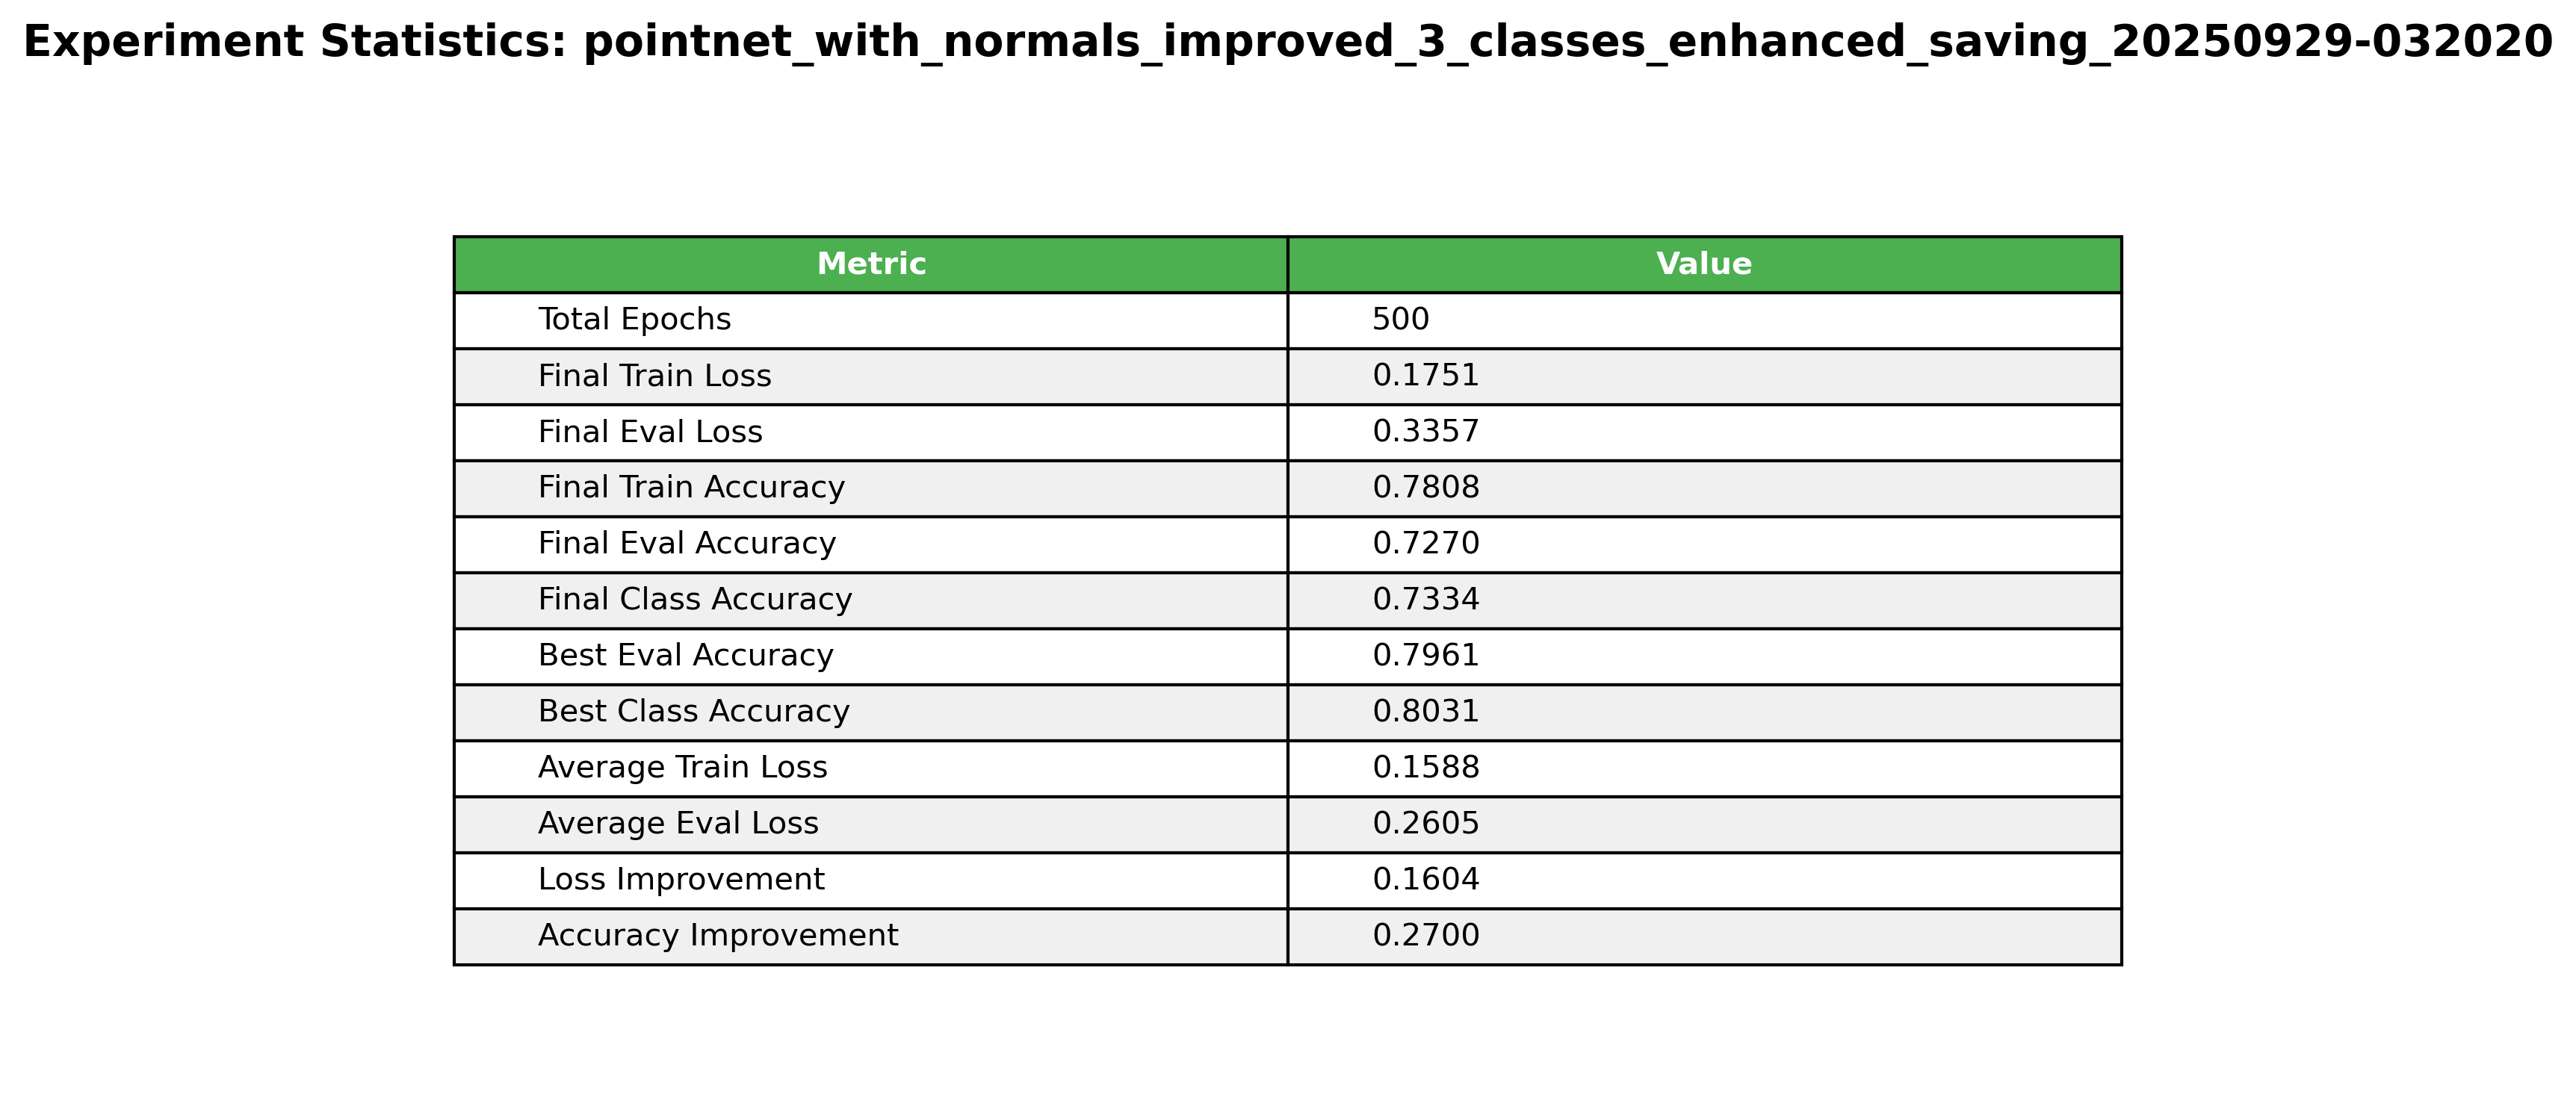 Experiment Statistics: pointnet_with_normals_improved_3_classes_enhanced_saving_20250929-032020
Metric Value
Total Epochs 500
Final Train Loss 0.1751
Final Eval Loss 0.3357
Final Train Accuracy 0.7808
Final Eval Accuracy 0.7270
Final Class Accuracy 0.7334
Best Eval Accuracy 0.7961
Best Class Accuracy 0.8031
Average Train Loss 0.1588
Average Eval Loss 0.2605
Loss Improvement 0.1604
Accuracy Improvement 0.2700